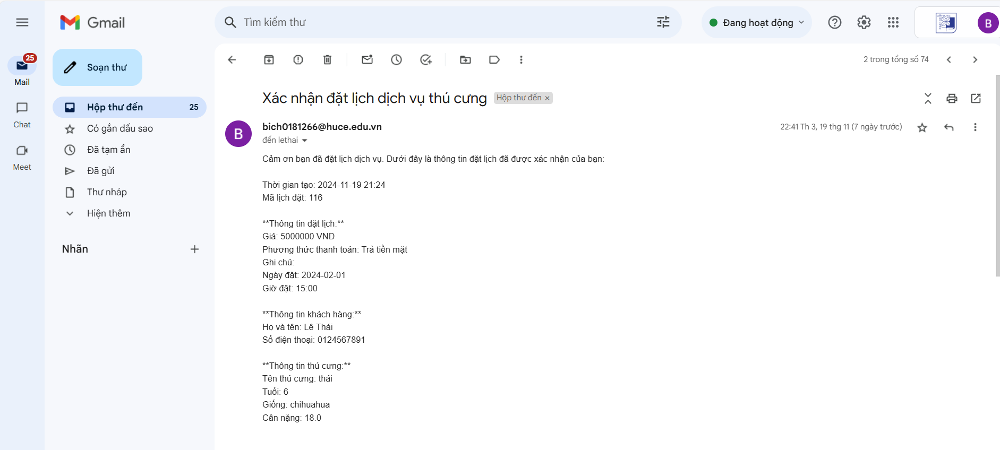 Gmail
Tìm kiếm thư
Đang hoạt động
B
25
Mail
Chat
Meet
Soạn thư
Hộp thư đến 25
Có gắn dấu sao
Đã tạm ẩn
Đã gửi
Thư nháp
Hiện thêm
Nhãn
2 trong tổng số 74
Xác nhận đặt lịch dịch vụ thú cưng
Hộp thư đến ×
B
bich0181266@huce.edu.vn
22:41 Th 3, 19 thg 11 (7 ngày trước)
đến lethai
Cảm ơn bạn đã đặt lịch dịch vụ. Dưới đây là thông tin đặt lịch đã được xác nhận của bạn:
Thời gian tạo: 2024-11-19 21:24
Mã lịch đặt: 116
**Thông tin đặt lịch:**
Giá: 5000000 VND
Phương thức thanh toán: Trả tiền mặt
Ghi chú:
Ngày đặt: 2024-02-01
Giờ đặt: 15:00
**Thông tin khách hàng:**
Họ và tên: Lê Thái
Số điện thoại: 0124567891
**Thông tin thú cưng:**
Tên thú cưng: thái
Tuổi: 6
Giống: chihuahua
Cân nặng: 18.0